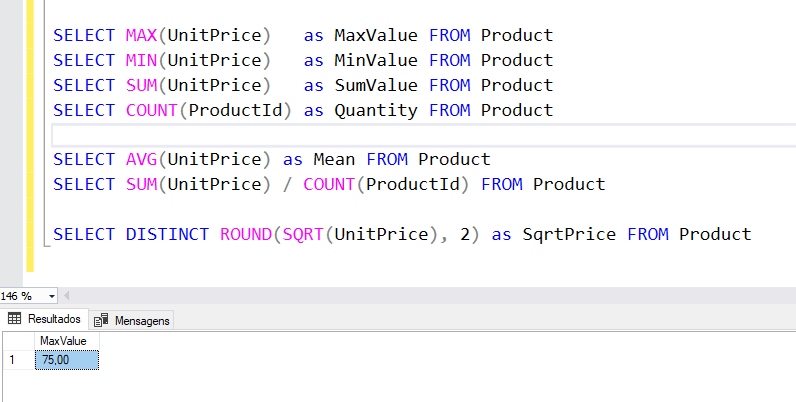 SELECT MAX(UnitPrice)   as MaxValue FROM Product
SELECT MIN(UnitPrice)   as MinValue FROM Product
SELECT SUM(UnitPrice)   as SumValue FROM Product
SELECT COUNT(ProductId) as Quantity FROM Product
SELECT AVG(UnitPrice) as Mean FROM Product
SELECT SUM(UnitPrice) / COUNT(ProductId) FROM Product
SELECT DISTINCT ROUND(SQRT(UnitPrice), 2) as SqrtPrice FROM Product
146 %
Resultados Mensagens
MaxValue
1 75,00